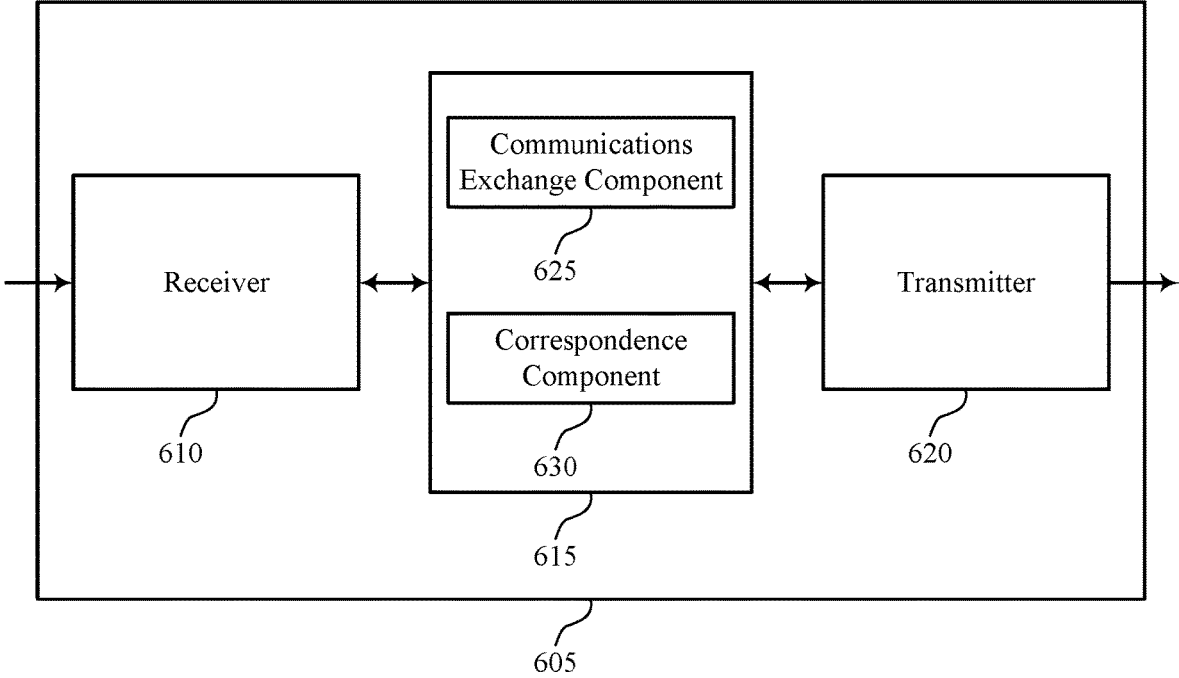 Communications
Exchange Component
625
Receiver
610
Correspondence
Component
630
Transmitter
620
615
605